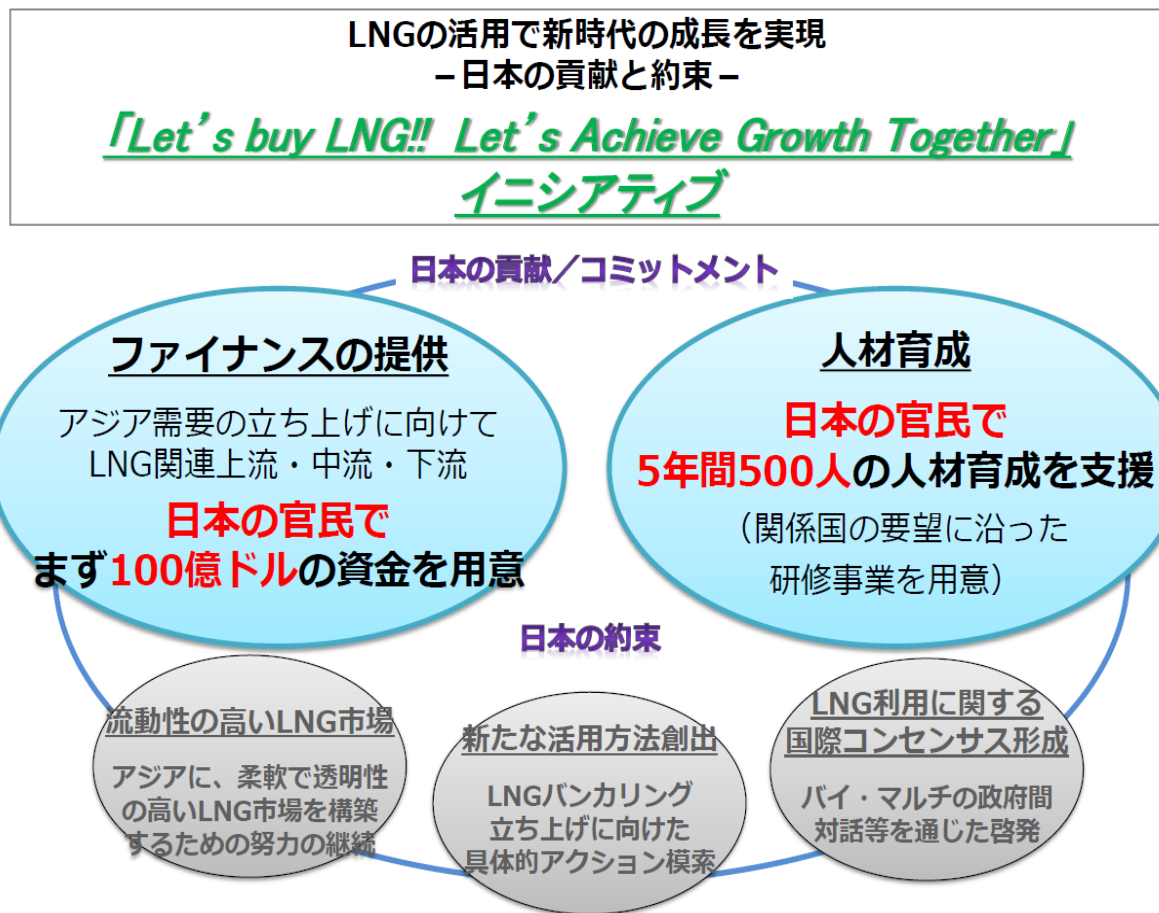 LNGの活用で新時代の成長を実現
－日本の貢献と約束－
「Let’s buy LNG!! Let’s Achieve Growth Together」
イニシアティブ
日本の貢献／コミットメント
ファイナンスの提供
アジア需要の立ち上げに向けて
LNG関連上流・中流・下流
日本の官民で
まず100億ドルの資金を用意
人材育成
日本の官民で
5年間500人の人材育成を支援
（関係国の要望に沿った
研修事業を用意）
日本の約束
流動性の高いLNG市場
アジアに、柔軟で透明性
の高いLNG市場を構築
するための努力の継続
新たな活用方法創出
LNGバンカリング
立ち上げに向けた
具体的アクション模索
LNG利用に関する
国際コンセンサス形成
バイ・マルチの政府間
対話等を通じた啓発